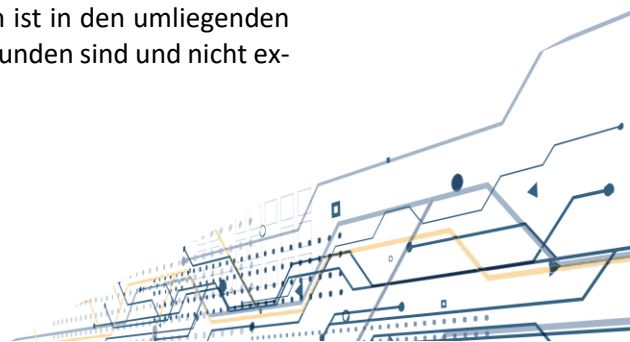 ist in den umliegenden
unden sind und nicht ex-